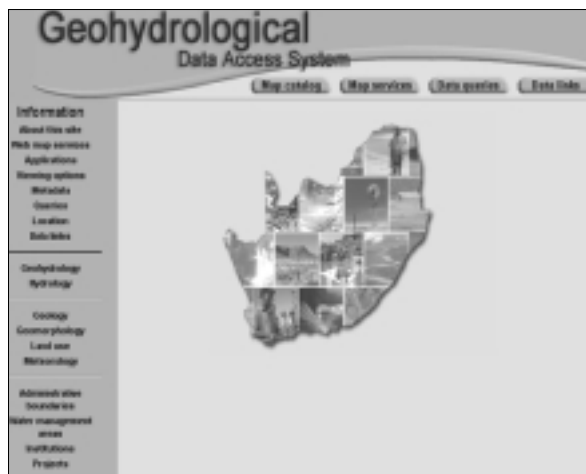 Geohydrological
Data Access System
Map catalog
Map services
Data queries
Data links
Information
About this site
Web map services
Applications
Viewing options
Metadata
Queries
Location
Data links
Geohydrology
Hydrology
Geology
Geomorphology
Land use
Meteorology
Administrative
boundaries
Water management
areas
Institutions
Projects